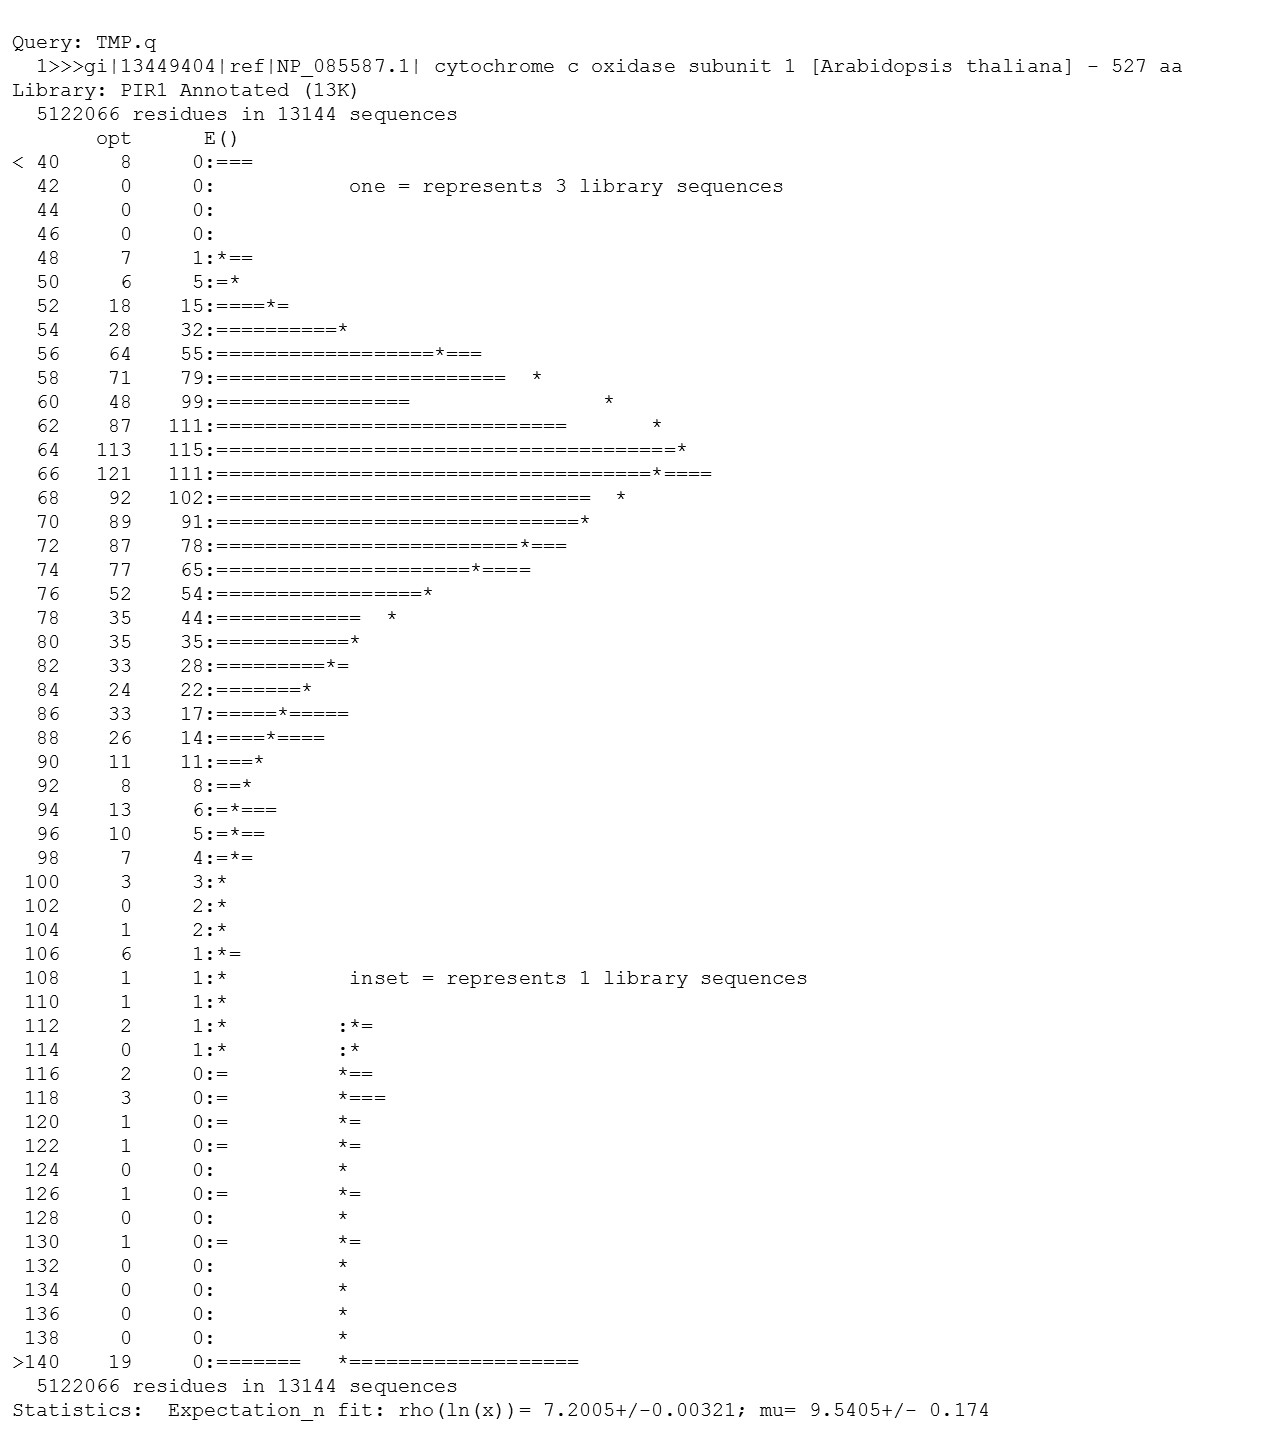 Query: TMP.q
  1>>>gi|13449404|ref|NP_085587.1| cytochrome c oxidase subunit 1 [Arabidopsis thaliana] - 527 aa
Library: PIR1 Annotated (13K)
  5122066 residues in 13144 sequences
       opt      E()
< 40     8     0:===
  42     0     0:           one = represents 3 library sequences
  44     0     0:
  46     0     0:
  48     7     1:*==
  50     6     5:=*
  52    18    15:====*=
  54    28    32:==========*
  56    64    55:==================*===
  58    71    79:========================  *
  60    48    99:================                *
  62    87   111:=============================       *
  64   113   115:======================================*
  66   121   111:====================================*====
  68    92   102:===============================  *
  70    89    91:==============================*
  72    87    78:=========================*===
  74    77    65:=====================*====
  76    52    54:=================*
  78    35    44:============  *
  80    35    35:===========*
  82    33    28:=========*=
  84    24    22:=======*
  86    33    17:=====*=====
  88    26    14:====*====
  90    11    11:===*
  92     8     8:==*
  94    13     6:=*===
  96    10     5:=*==
  98     7     4:=*=
 100     3     3:*
 102     0     2:*
 104     1     2:*
 106     6     1:*=
 108     1     1:*          inset = represents 1 library sequences
 110     1     1:*
 112     2     1:*         :*=
 114     0     1:*         :*
 116     2     0:=         *==
 118     3     0:=         *===
 120     1     0:=         *=
 122     1     0:=         *=
 124     0     0:          *
 126     1     0:=         *=
 128     0     0:          *
 130     1     0:=         *=
 132     0     0:          *
 134     0     0:          *
 136     0     0:          *
 138     0     0:          *
>140    19     0:=======   *===================
  5122066 residues in 13144 sequences
Statistics:  Expectation_n fit: rho(ln(x))= 7.2005+/-0.00321; mu= 9.5405+/- 0.174